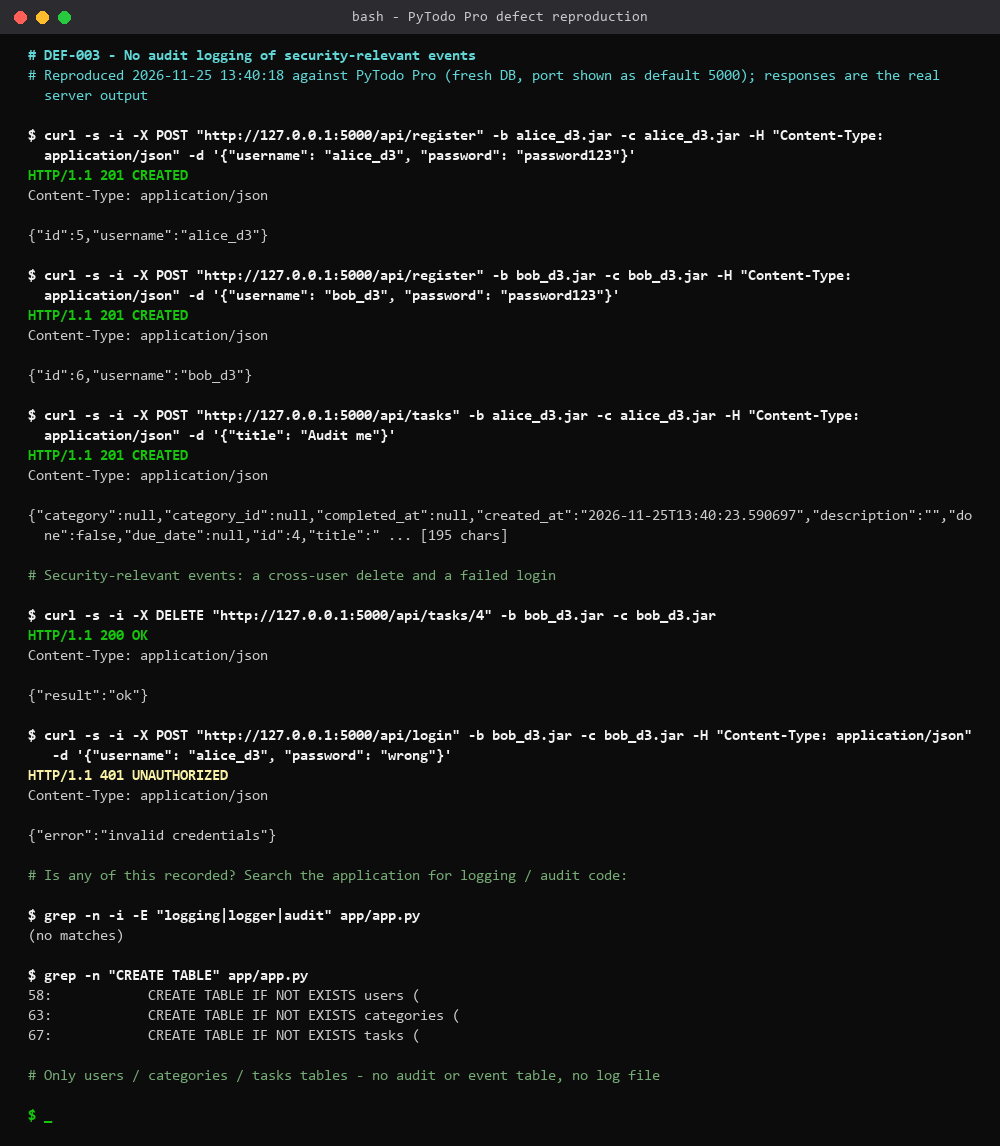 bash - PyTodo Pro defect reproduction
# DEF-003 - No audit logging of security-relevant events
# Reproduced 2026-11-25 13:40:18 against PyTodo Pro (fresh DB, port shown as default 5000); responses are the real
server output
$ curl -s -i -X POST "http://127.0.0.1:5000/api/register" -b alice_d3.jar -c alice_d3.jar -H "Content-Type:
application/json" -d '{"username": "alice_d3", "password": "password123"}'
HTTP/1.1 201 CREATED
Content-Type: application/json
{"id":5,"username":"alice_d3"}
$ curl -s -i -X POST "http://127.0.0.1:5000/api/register" -b bob_d3.jar -c bob_d3.jar -H "Content-Type:
application/json" -d '{"username": "bob_d3", "password": "password123"}'
HTTP/1.1 201 CREATED
Content-Type: application/json
{"id":6,"username":"bob_d3"}
$ curl -s -i -X POST "http://127.0.0.1:5000/api/tasks" -b alice_d3.jar -c alice_d3.jar -H "Content-Type:
application/json" -d '{"title": "Audit me"}'
HTTP/1.1 201 CREATED
Content-Type: application/json
{"category":null,"category_id":null,"completed_at":null,"created_at":"2026-11-25T13:40:23.590697","description":"","do
ne":false,"due_date":null,"id":4,"title":" ... [195 chars]
# Security-relevant events: a cross-user delete and a failed login
$ curl -s -i -X DELETE "http://127.0.0.1:5000/api/tasks/4" -b bob_d3.jar -c bob_d3.jar
HTTP/1.1 200 OK
Content-Type: application/json
{"result":"ok"}
$ curl -s -i -X POST "http://127.0.0.1:5000/api/login" -b bob_d3.jar -c bob_d3.jar -H "Content-Type: application/json"
-d '{"username": "alice_d3", "password": "wrong"}'
HTTP/1.1 401 UNAUTHORIZED
Content-Type: application/json
{"error":"invalid credentials"}
# Is any of this recorded? Search the application for logging / audit code:
$ grep -n -i -E "logging|logger|audit" app/app.py
(no matches)
$ grep -n "CREATE TABLE" app/app.py
58:            CREATE TABLE IF NOT EXISTS users (
63:            CREATE TABLE IF NOT EXISTS categories (
67:            CREATE TABLE IF NOT EXISTS tasks (
# Only users / categories / tasks tables - no audit or event table, no log file
$ _